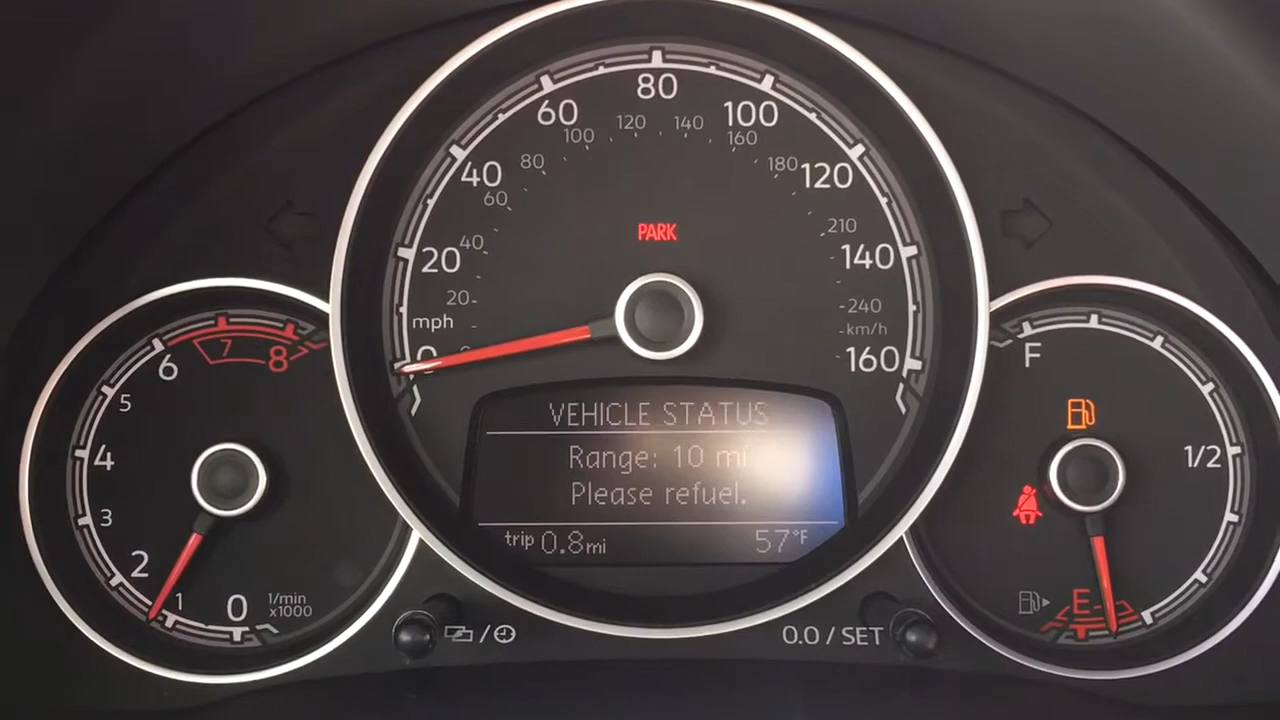 80
60
100
120
140
100
160
80
180
40
120
60
PARK
210
40
20
140
20
240
mph
km/h
0
160
7
8
6
5
4
3
2
1
0
1/min
x1000
VEHICLE STATUS
Range: 10 mi
Please refuel.
trip 0.8mi
57°F
/
0.0 / SET
F
1/2
E